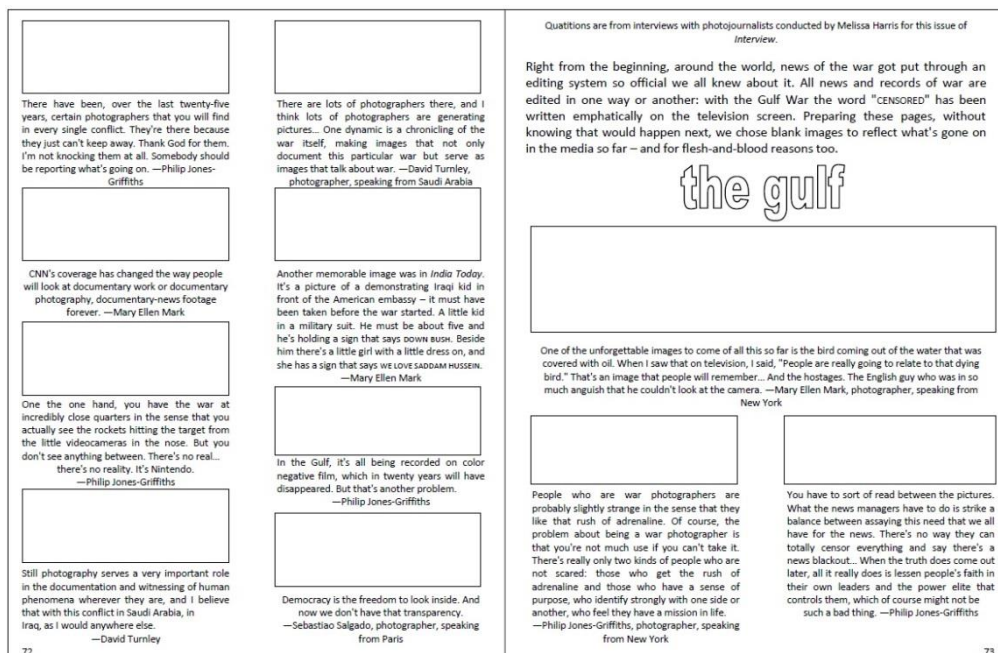 There have been, over the last twenty-five
years, certain photographers that you will find
in every single conflict. They're there because
they just can't keep away. Thank God for them.
I'm not knocking them at all. Somebody should
be reporting what's going on. —Philip Jones-
Griffiths
CNN's coverage has changed the way people
will look at documentary work or documentary
photography, documentary-news footage
forever. —Mary Ellen Mark
One the one hand, you have the war at
incredibly close quarters in the sense that you
actually see the rockets hitting the target from
the little videocameras in the nose. But you
don't see anything between. There's no real...
there's no reality. It's Nintendo.
—Philip Jones-Griffiths
Still photography serves a very important role
in the documentation and witnessing of human
phenomena wherever they are, and I believe
that with this conflict in Saudi Arabia, in
Iraq, as I would anywhere else.
—David Turnley
72
There are lots of photographers there, and I
think lots of photographers are generating
pictures... One dynamic is a chronicling of the
war itself, making images that not only
document this particular war but serve as
images that talk about war. —David Turnley,
photographer, speaking from Saudi Arabia
Another memorable image was in India Today.
It's a picture of a demonstrating Iraqi kid in
front of the American embassy – it must have
been taken before the war started. A little kid
in a military suit. He must be about five and
he's holding a sign that says DOWN BUSH. Beside
him there's a little girl with a little dress on, and
she has a sign that says WE LOVE SADDAM HUSSEIN.
—Mary Ellen Mark
In the Gulf, it's all being recorded on color
negative film, which in twenty years will have
disappeared. But that's another problem.
—Philip Jones-Griffiths
Democracy is the freedom to look inside. And
now we don't have that transparency.
—Sebastiao Salgado, photographer, speaking
from Paris
Quatitions are from interviews with photojournalists conducted by Melissa Harris for this issue of
Interview.
Right from the beginning, around the world, news of the war got put through an
editing system so official we all knew about it. All news and records of war are
edited in one way or another: with the Gulf War the word "CENSORED" has been
written emphatically on the television screen. Preparing these pages, without
knowing that would happen next, we chose blank images to reflect what's gone on
in the media so far – and for flesh-and-blood reasons too.
the gulf
One of the unforgettable images to come of all this so far is the bird coming out of the water that was
covered with oil. When I saw that on television, I said, "People are really going to relate to that dying
bird." That's an image that people will remember... And the hostages. The English guy who was in so
much anguish that he couldn't look at the camera. —Mary Ellen Mark, photographer, speaking from
New York
People who are war photographers are
probably slightly strange in the sense that they
like that rush of adrenaline. Of course, the
problem about being a war photographer is
that you're not much use if you can't take it.
There's really only two kinds of people who are
not scared: those who get the rush of
adrenaline and those who have a sense of
purpose, who identify strongly with one side or
another, who feel they have a mission in life.
—Philip Jones-Griffiths, photographer, speaking
from New York
You have to sort of read between the pictures.
What the news managers have to do is strike a
balance between assaying this need that we all
have for the news. There's no way they can
totally censor everything and say there's a
news blackout... When the truth does come out
later, all it really does is lessen people's faith in
their own leaders and the power elite that
controls them, which of course might not be
such a bad thing. —Philip Jones-Griffiths
73